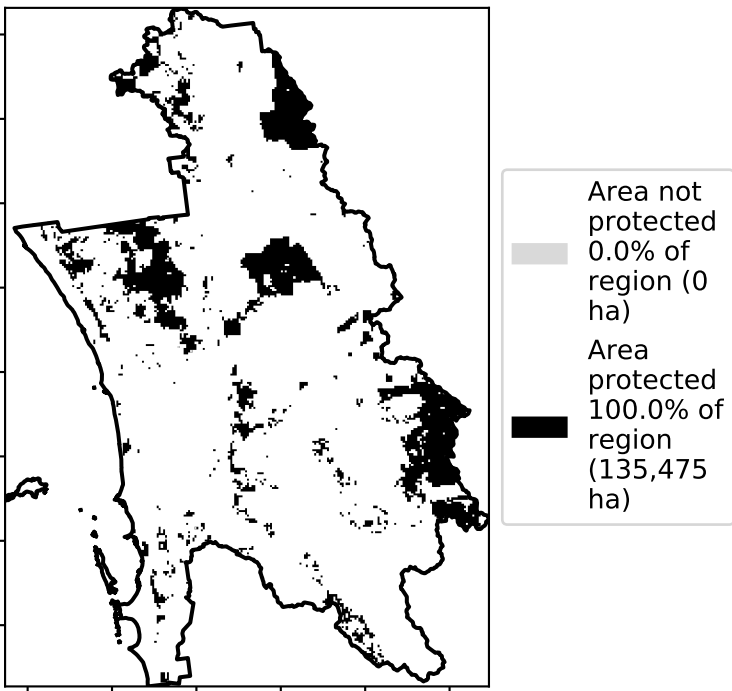 Area not
protected
0.0% of
region (0
ha)
Area
protected
100.0% of
region
(135,475
ha)